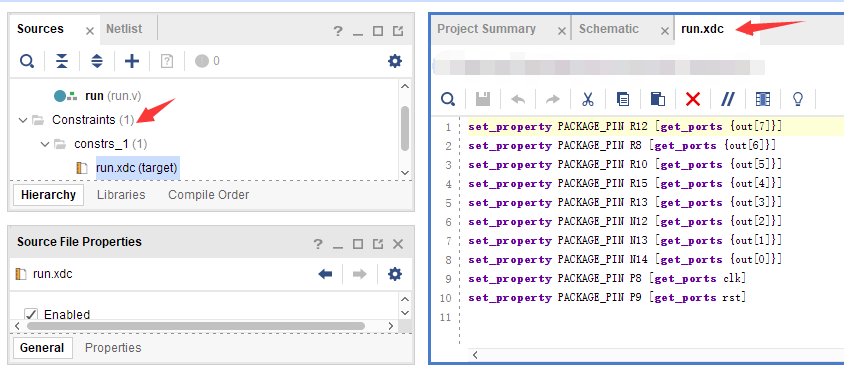 Sources
Netlist
0
run (run.v)
Constraints (1)
constrs_1 (1)
run.xdc (target)
Hierarchy
Libraries
Compile Order
Source File Properties
run.xdc
Enabled
General
Properties
Project Summary
Schematic
run.xdc
1 set_property PACKAGE_PIN R12 [get_ports {out[7]}]
2 set_property PACKAGE_PIN R8 [get_ports {out[6]}]
3 set_property PACKAGE_PIN R10 [get_ports {out[5]}]
4 set_property PACKAGE_PIN R15 [get_ports {out[4]}]
5 set_property PACKAGE_PIN R13 [get_ports {out[3]}]
6 set_property PACKAGE_PIN N12 [get_ports {out[2]}]
7 set_property PACKAGE_PIN N13 [get_ports {out[1]}]
8 set_property PACKAGE_PIN N14 [get_ports {out[0]}]
9 set_property PACKAGE_PIN P8 [get_ports clk]
10 set_property PACKAGE_PIN P9 [get_ports rst]
11